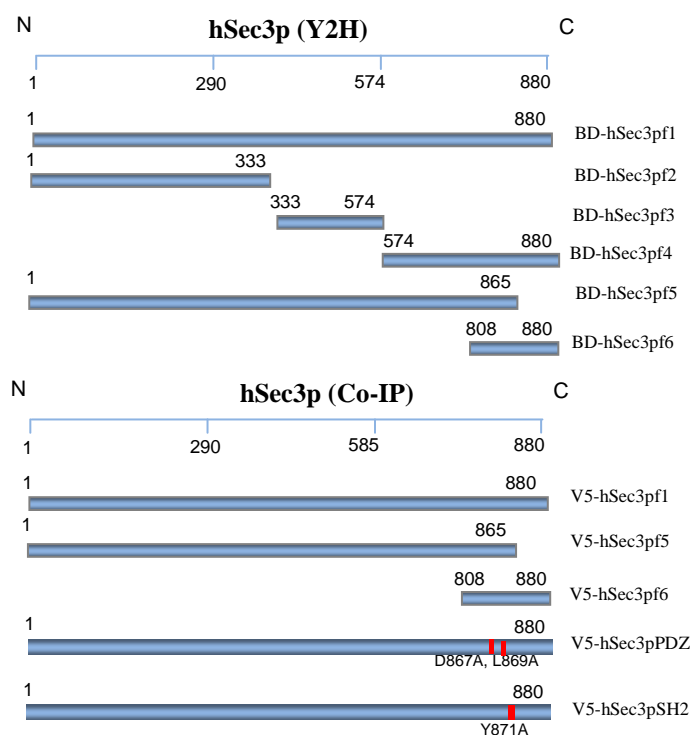 N hSec3p (Y2H) C
1 290 574 880
1 880 BD-hSec3pf1
1 333 BD-hSec3pf2
333 574 BD-hSec3pf3
574 880 BD-hSec3pf4
1 865 BD-hSec3pf5
808 880 BD-hSec3pf6
N hSec3p (Co-IP) C
1 290 585 880
1 880 V5-hSec3pf1
1 865 V5-hSec3pf5
808 880 V5-hSec3pf6
1 880 V5-hSec3pPDZ
D867A, L869A
1 880 V5-hSec3pSH2
Y871A